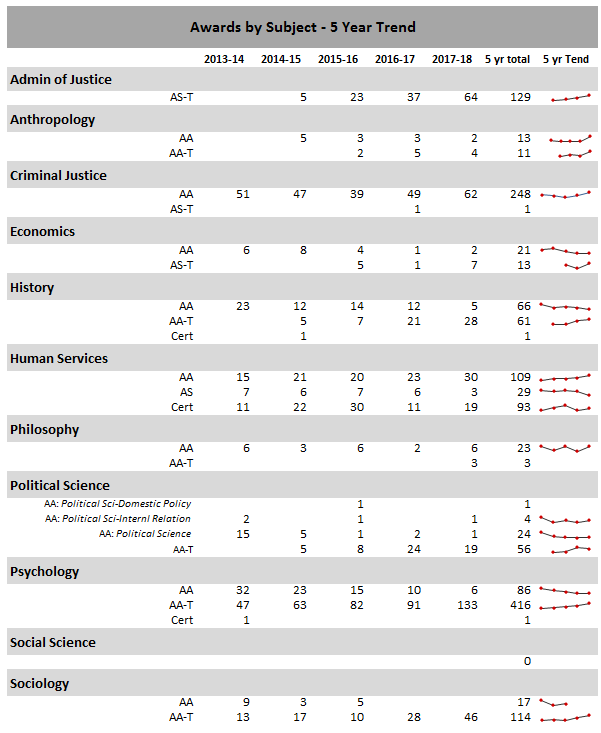 Awards by Subject - 5 Year Trend
2013-14 2014-15 2015-16 2016-17 2017-18 5 yr total 5 yr Tend
Admin of Justice
AS-T 5 23 37 64 129
Anthropology
AA 5 3 3 2 13
AA-T 2 5 4 11
Criminal Justice
AA 51 47 39 49 62 248
AS-T 1 1
Economics
AA 6 8 4 1 2 21
AS-T 5 1 7 13
History
AA 23 12 14 12 5 66
AA-T 5 7 21 28 61
Cert 1 1
Human Services
AA 15 21 20 23 30 109
AS 7 6 7 6 3 29
Cert 11 22 30 11 19 93
Philosophy
AA 6 3 6 2 6 23
AA-T 3 3
Political Science
AA: Political Sci-Domestic Policy 1 1
AA: Political Sci-Internl Relation 2 1 1 4
AA: Political Science 15 5 1 2 1 24
AA-T 5 8 24 19 56
Psychology
AA 32 23 15 10 6 86
AA-T 47 63 82 91 133 416
Cert 1 1
Social Science
0
Sociology
AA 9 3 5 17
AA-T 13 17 10 28 46 114